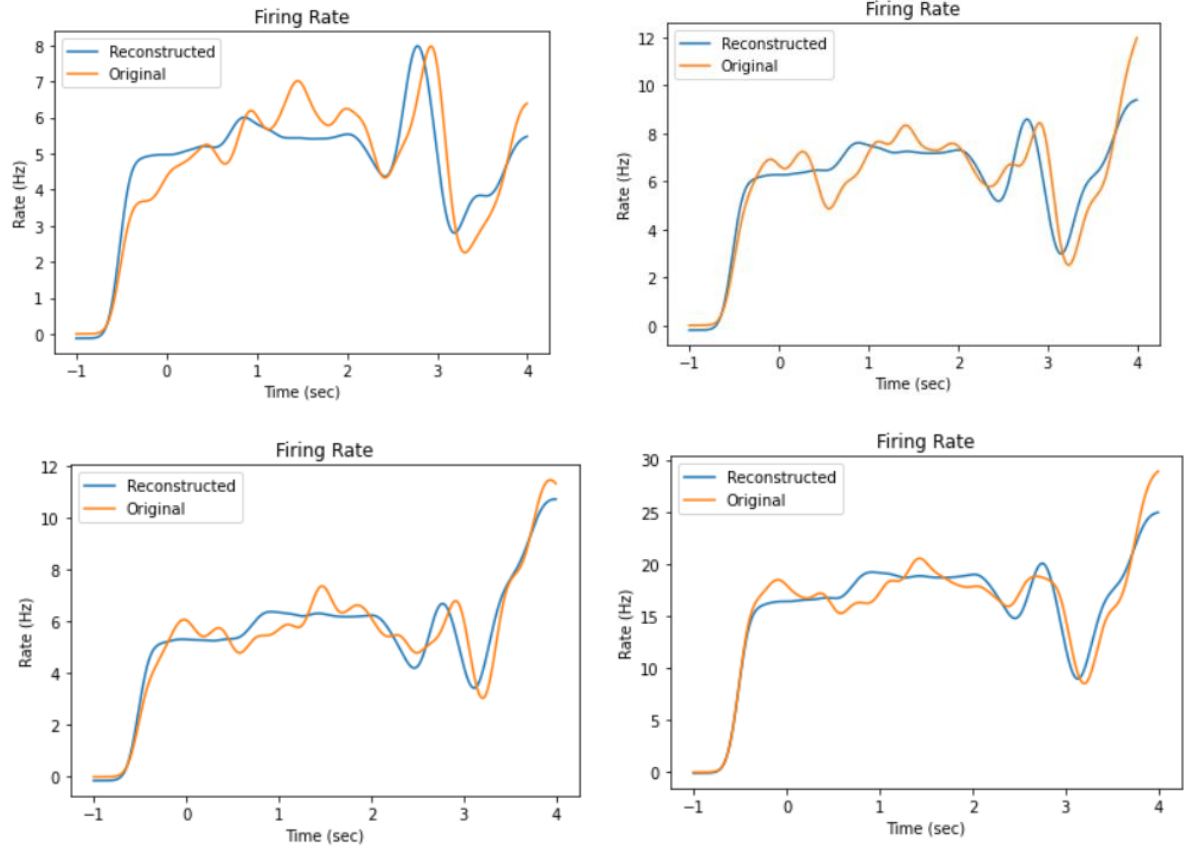 Firing Rate
Reconstructed
Original
Rate (Hz)
8
7
6
5
4
3
2
1
0
−1 0 1 2 3 4
Time (sec)
Firing Rate
Reconstructed
Original
Rate (Hz)
12
10
8
6
4
2
0
−1 0 1 2 3 4
Time (sec)
Firing Rate
Reconstructed
Original
Rate (Hz)
12
10
8
6
4
2
0
−1 0 1 2 3 4
Time (sec)
Firing Rate
Reconstructed
Original
Rate (Hz)
30
25
20
15
10
5
0
−1 0 1 2 3 4
Time (sec)